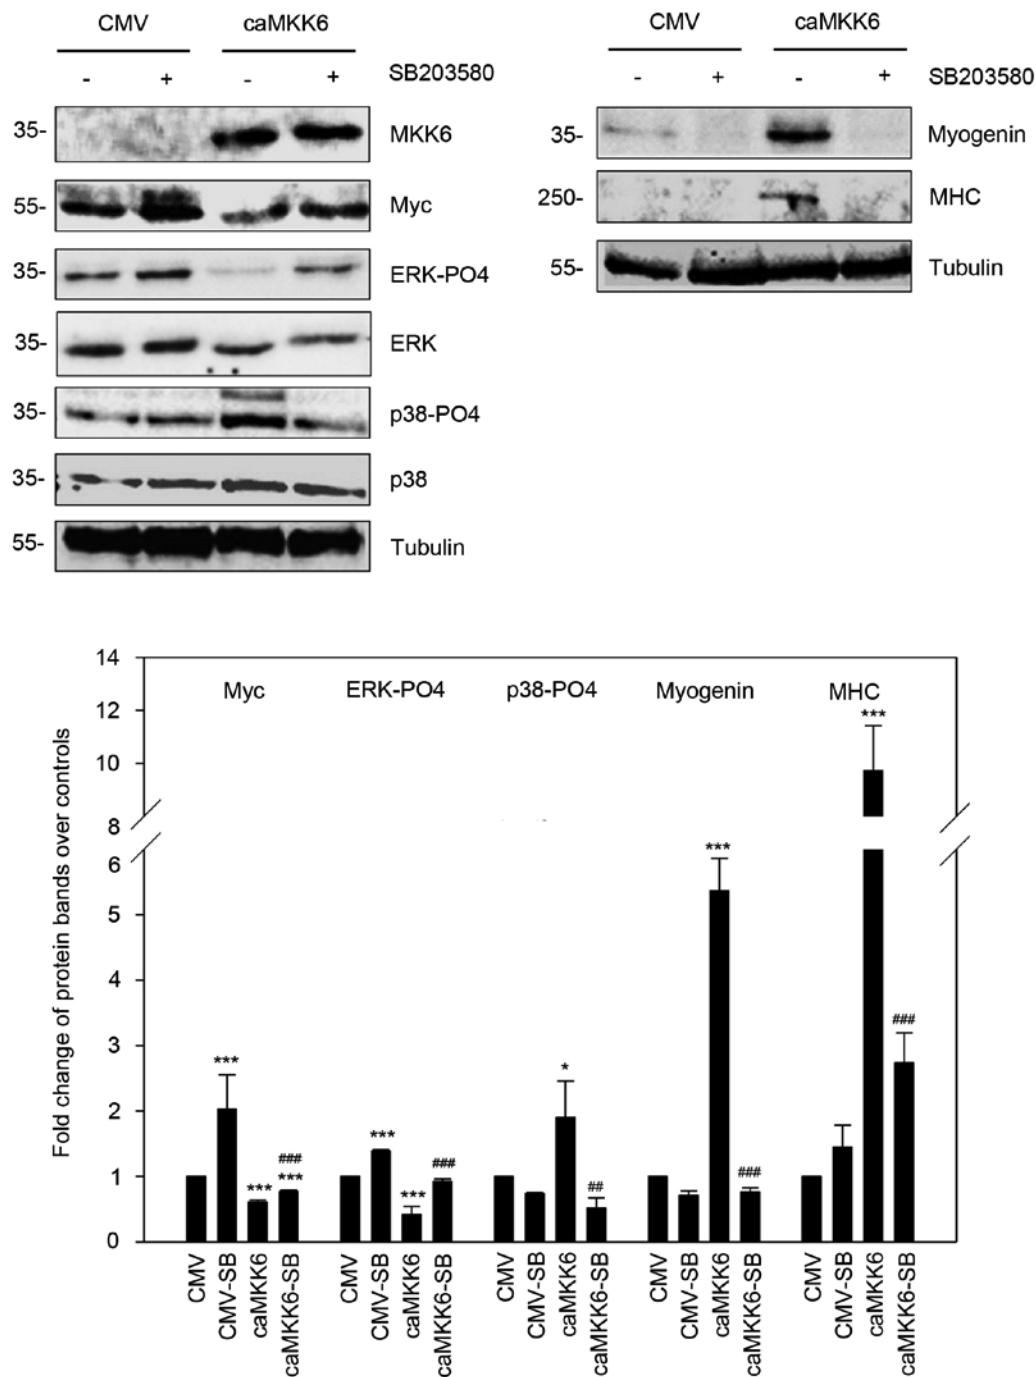 CMV caMKK6
- + - + SB203580
35- MKK6
55- Myc
35- ERK-PO4
35- ERK
35- p38-PO4
35- p38
55- Tubulin
CMV caMKK6
- + - + SB203580
35- Myogenin
250- MHC
55- Tubulin
Fold change of protein bands over controls
14
12
10
8
6
5
4
3
2
1
0
Myc ERK-PO4 p38-PO4 Myogenin MHC
*** *** ### ***
*** *** ###
* ##
*** ###
*** ###
CMV CMV-SB caMKK6 caMKK6-SB
CMV CMV-SB caMKK6 caMKK6-SB
CMV CMV-SB caMKK6 caMKK6-SB
CMV CMV-SB caMKK6 caMKK6-SB
CMV CMV-SB caMKK6 caMKK6-SB